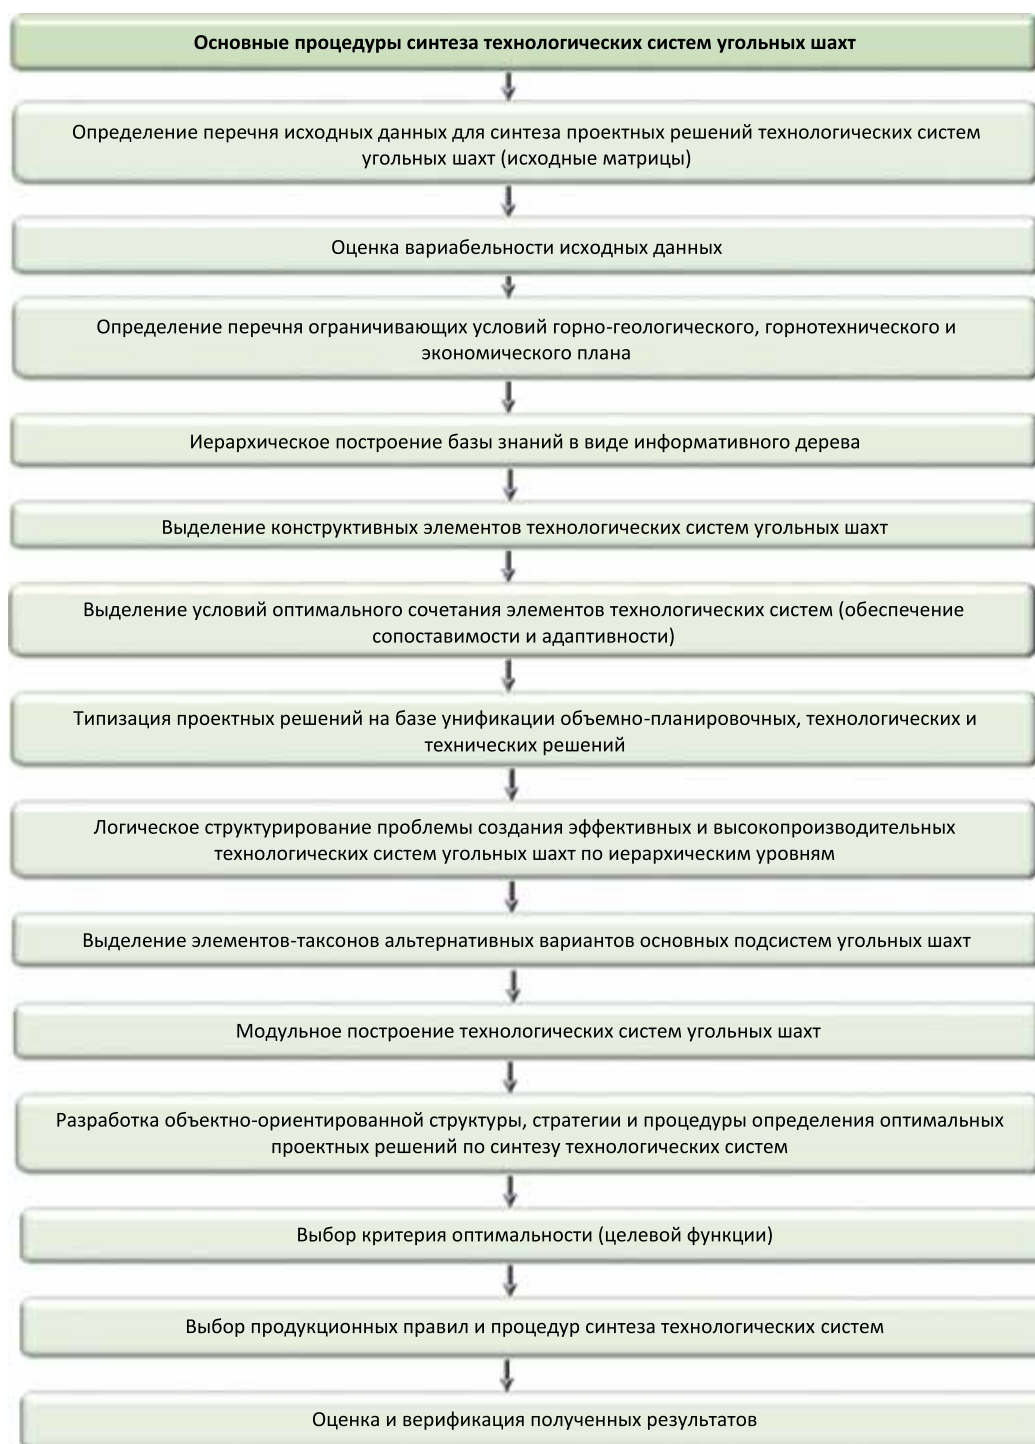 Основные процедуры синтеза технологических систем угольных шахт
Определение перечня исходных данных для синтеза проектных решений технологических систем
угольных шахт (исходные матрицы)
Оценка вариабельности исходных данных
Определение перечня ограничивающих условий горно-геологического, горнотехнического и
экономического плана
Иерархическое построение базы знаний в виде информативного дерева
Выделение конструктивных элементов технологических систем угольных шахт
Выделение условий оптимального сочетания элементов технологических систем (обеспечение
сопоставимости и адаптивности)
Типизация проектных решений на базе унификации объемно-планировочных, технологических и
технических решений
Логическое структурирование проблемы создания эффективных и высокопроизводительных
технологических систем угольных шахт по иерархическим уровням
Выделение элементов-таксонов альтернативных вариантов основных подсистем угольных шахт
Модульное построение технологических систем угольных шахт
Разработка объектно-ориентированной структуры, стратегии и процедуры определения оптимальных
проектных решений по синтезу технологических систем
Выбор критерия оптимальности (целевой функции)
Выбор продукционных правил и процедур синтеза технологических систем
Оценка и верификация полученных результатов